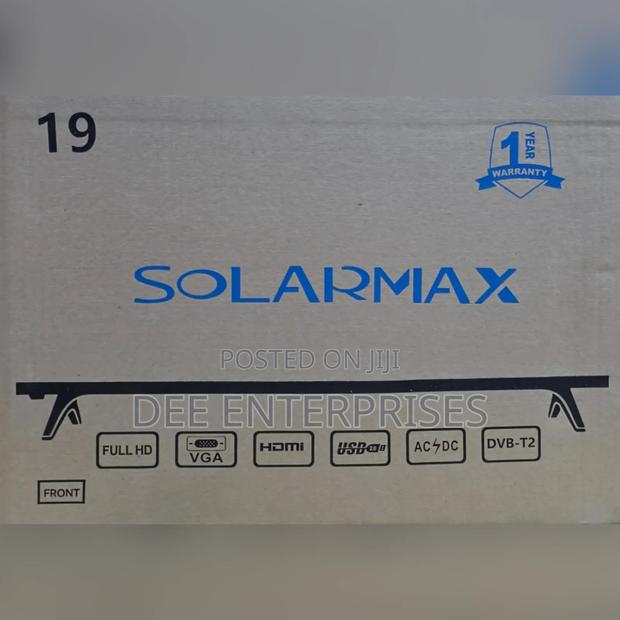 19
1 YEAR
WARRANTY
SOLARMAX
POSTED ON JIJI
DEE ENTERPRISES
FULL HD
VGA
HDMI
USB
AC DC
DVB-T2
FRONT